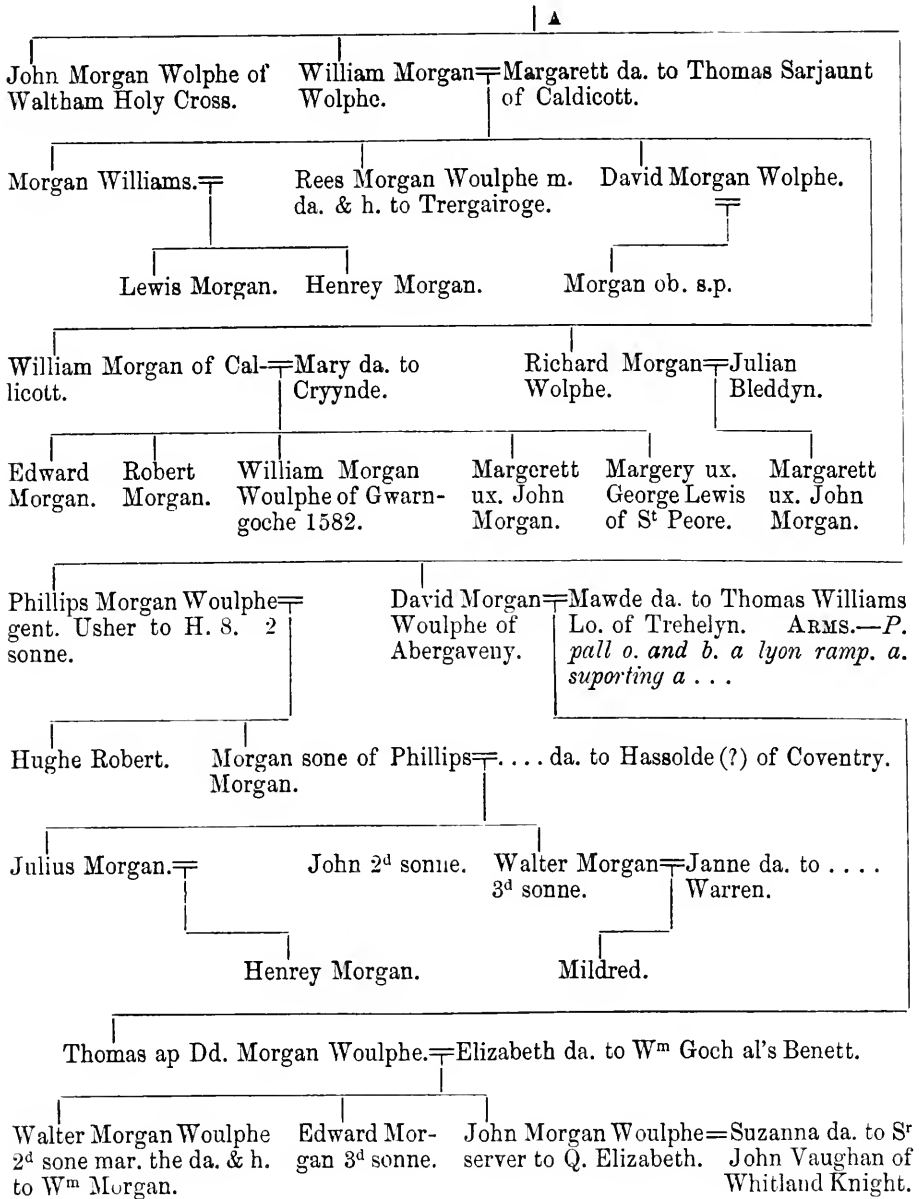 A
John Morgan Wolphe of William Morgan Margarett da. to Thomas Sarjaunt
Waltham Holy Cross. Wolphe. of Caldicott.
Morgan Williams. Rees Morgan Woulphe m. David Morgan Wolphe.
da. & h. to Trergairoge.
Lewis Morgan. Henrey Morgan. Morgan ob. s.p.
William Morgan of Cal- Mary da. to Richard Morgan Julian
licott. Cryynde. Wolphe. Bleddyn.
Edward Robert William Morgan Margerett Margery ux. Margarett
Morgan. Morgan. Woulphe of Gwarn- ux. John George Lewis ux. John
goche 1582. Morgan. of St Peore. Morgan.
Phillips Morgan Woulphe David Morgan Mawde da. to Thomas Williams
gent. Usher to H. 8. 2 Woulphe of Lo. of Trehelyn. ARMS.—P.
sonne. Abergaveny. pall o. and b. a lyon ramp. a.
suporting a . . .
Hughe Robert. Morgan sone of Phillips . . . . da. to Hassolde (?) of Coventry.
Morgan.
Julius Morgan. John 2d sonne. Walter Morgan Janne da. to . . . .
3d sonne. Warren.
Henrey Morgan. Mildred.
Thomas ap Dd. Morgan Woulphe. Elizabeth da. to Wm Goch al's Benett.
Walter Morgan Woulphe Edward Mor- John Morgan Woulphe Suzanna da. to Sr
2d sone mar. the da. & h. gan 3d sonne. server to Q. Elizabeth. John Vaughan of
to Wm Morgan. Whitland Knight.